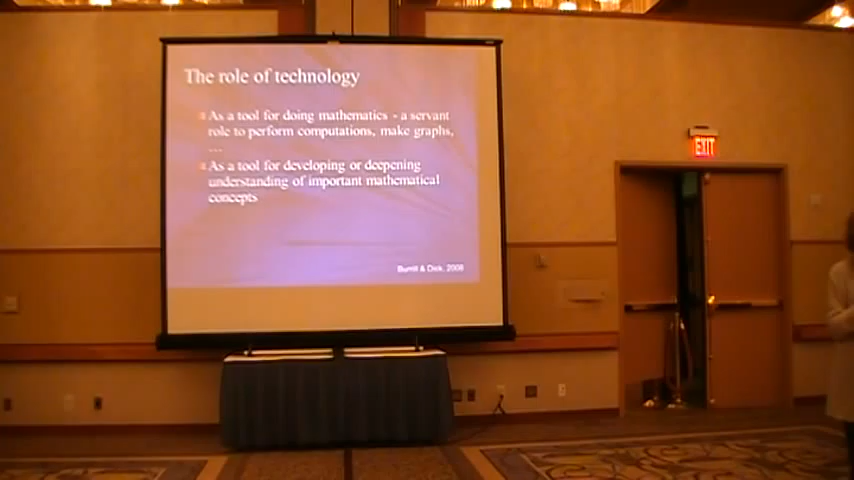 The role of technology
As a tool for doing mathematics - a servant
role to perform computations, make graphs,
...
As a tool for developing or deepening
understanding of important mathematical
concepts
Burrill & Dick, 2008
EXIT